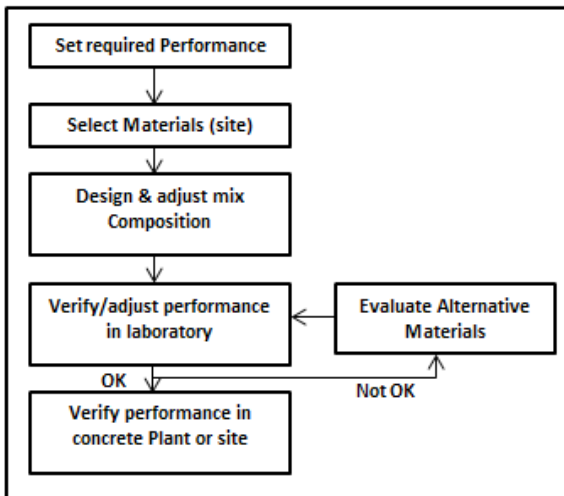 Set required Performance
Select Materials (site)
Design & adjust mix
Composition
Verify/adjust performance
in laboratory
Evaluate Alternative
Materials
OK
Not OK
Verify performance in
concrete Plant or site